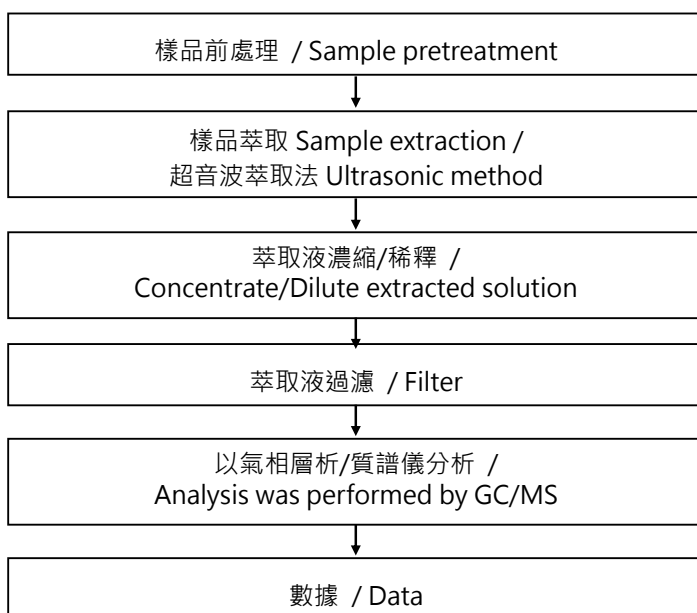 樣品前處理 / Sample pretreatment
樣品萃取 Sample extraction /
超音波萃取法 Ultrasonic method
萃取液濃縮/稀釋 /
Concentrate/Dilute extracted solution
萃取液過濾 / Filter
以氣相層析/質譜儀分析 /
Analysis was performed by GC/MS
數據 / Data